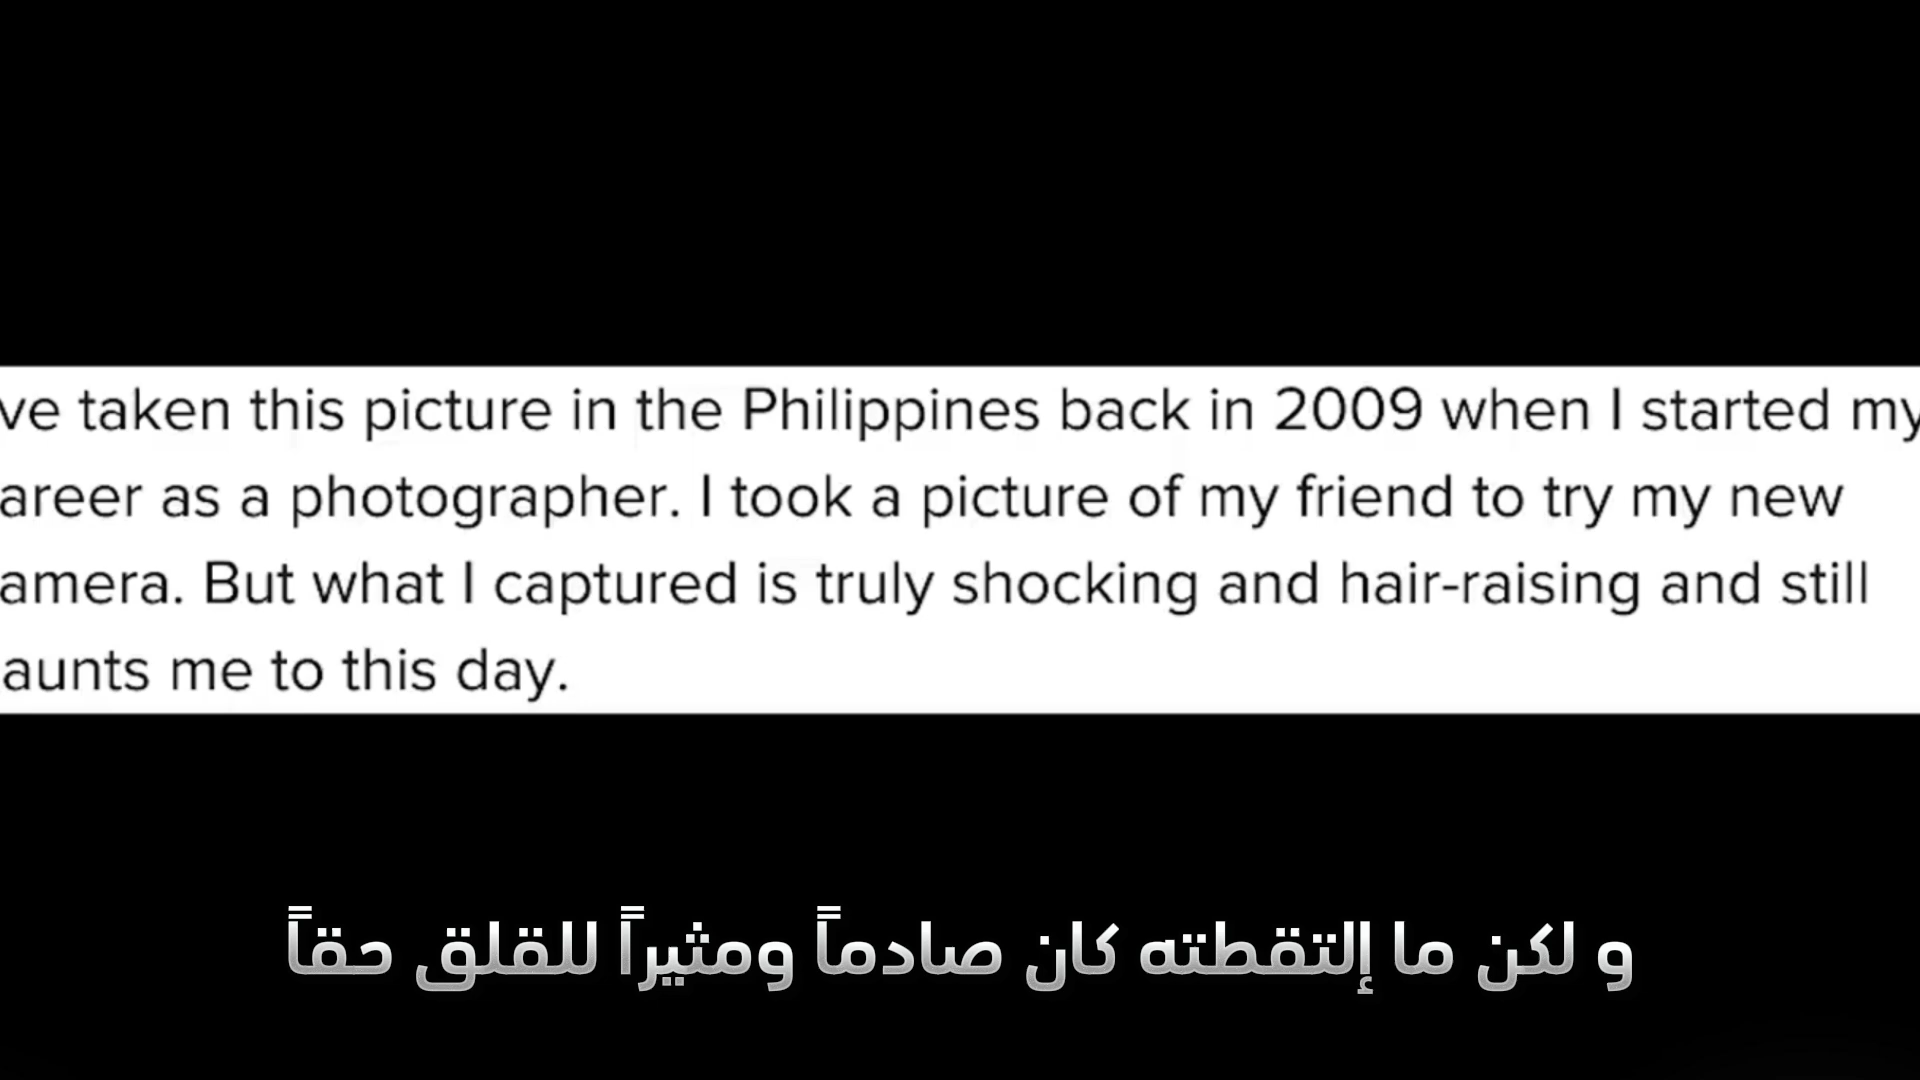 ve taken this picture in the Philippines back in 2009 when I started my
areer as a photographer. I took a picture of my friend to try my new
amera. But what I captured is truly shocking and hair-raising and still
aunts me to this day.
و لكن ما إلتقطته كان صادماً ومثيراً للقلق حقاً